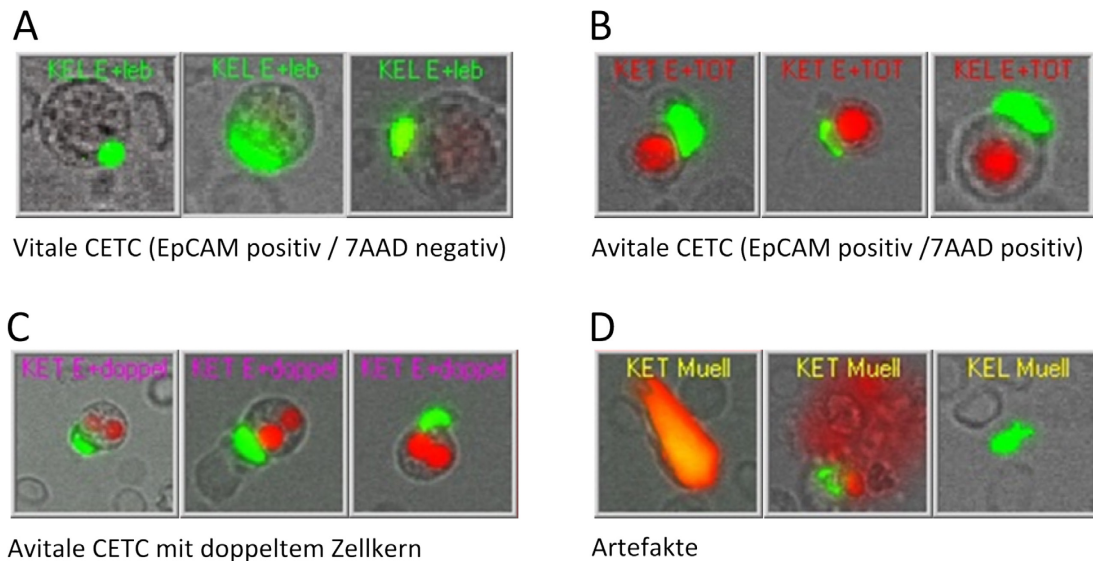 A
B
KEL E+leb
KEL E+leb
KEL E+leb
KET E+TOT
KET E+TOT
KEL E+TOT
Vitale CETC (EpCAM positiv / 7AAD negativ)
Avitale CETC (EpCAM positiv /7AAD positiv)
C
D
KET E+doppel
KET E+doppel
KET E+doppel
KET Muell
KET Muell
KEL Muell
Avitale CETC mit doppeltem Zellkern
Artefakte